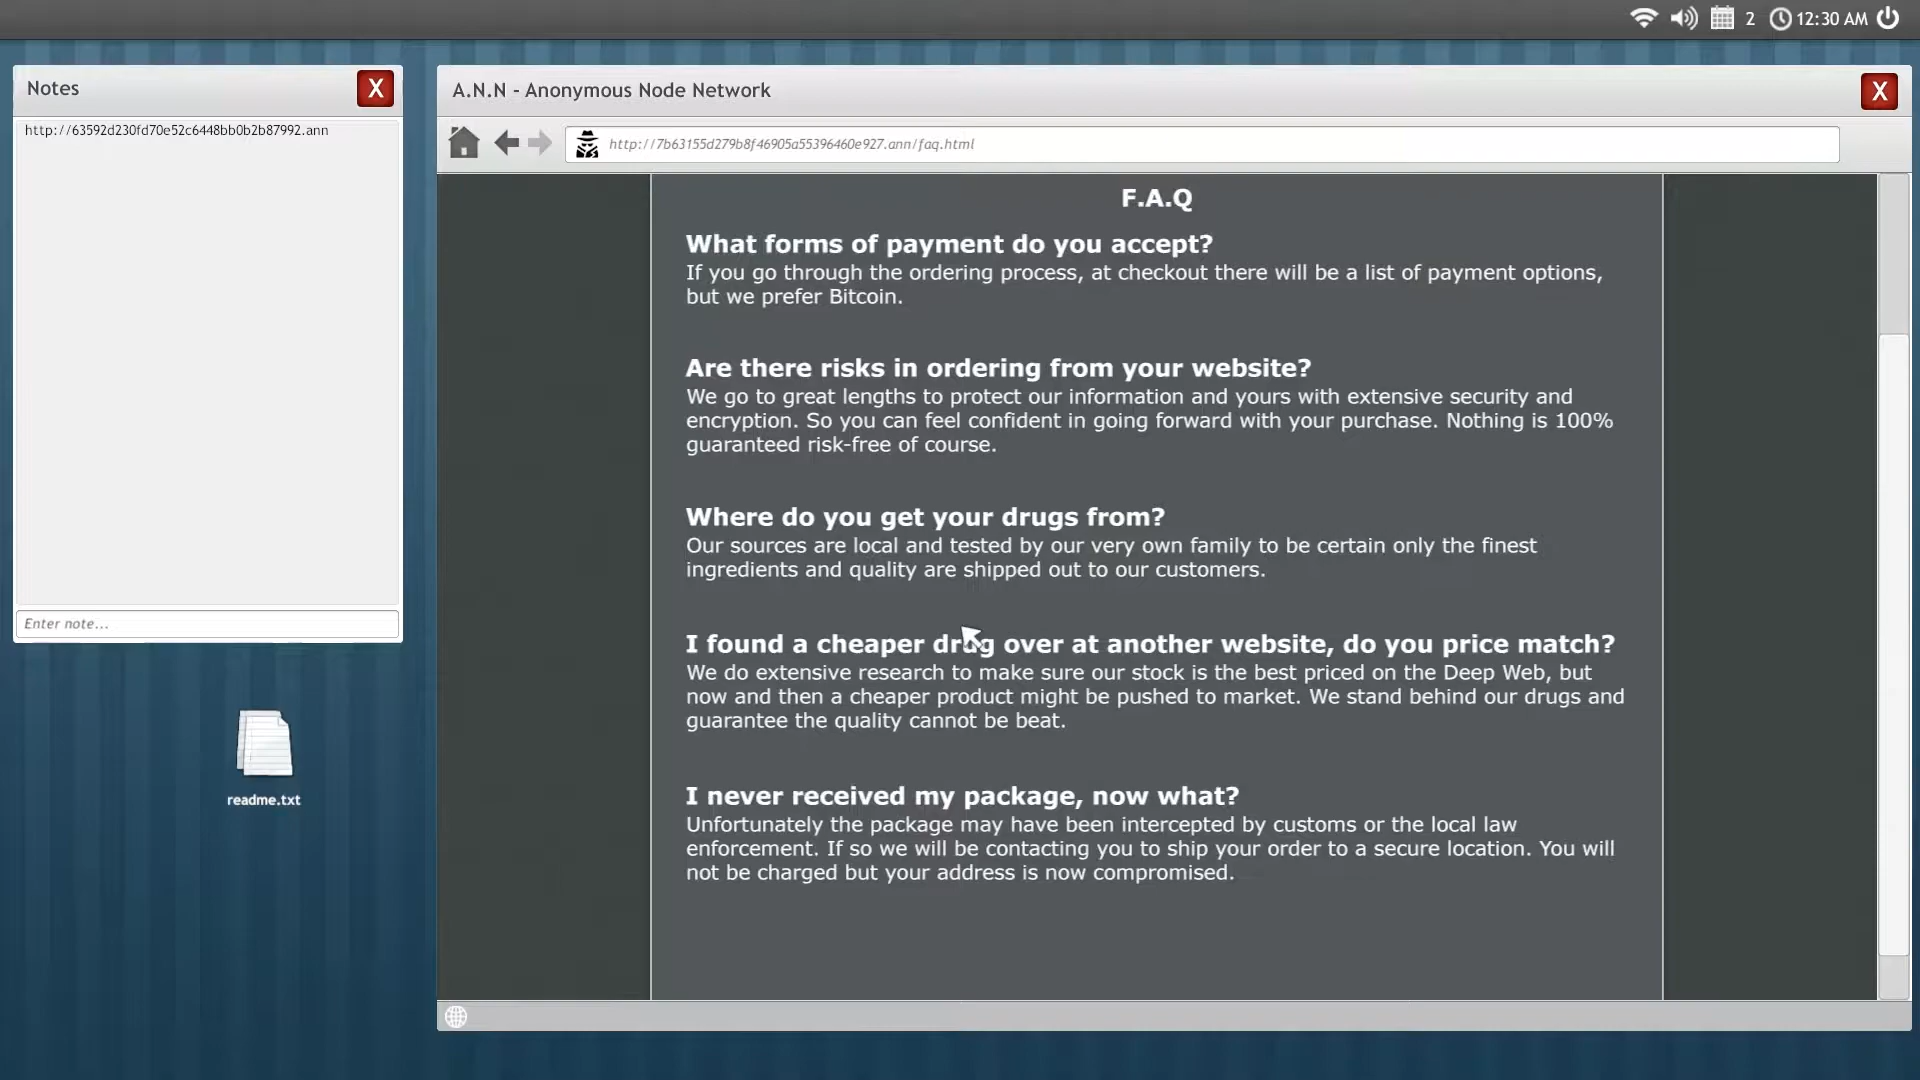 2
12:30 AM
Notes
X
http://63592d230fd70e52c6448bb0b2b87992.ann
Enter note...
readme.txt
A.N.N - Anonymous Node Network
X
http://7b63155d279b8f46905a55396460e927.ann/faq.html
F.A.Q
What forms of payment do you accept?
If you go through the ordering process, at checkout there will be a list of payment options,
but we prefer Bitcoin.
Are there risks in ordering from your website?
We go to great lengths to protect our information and yours with extensive security and
encryption. So you can feel confident in going forward with your purchase. Nothing is 100%
guaranteed risk-free of course.
Where do you get your drugs from?
Our sources are local and tested by our very own family to be certain only the finest
ingredients and quality are shipped out to our customers.
I found a cheaper drug over at another website, do you price match?
We do extensive research to make sure our stock is the best priced on the Deep Web, but
now and then a cheaper product might be pushed to market. We stand behind our drugs and
guarantee the quality cannot be beat.
I never received my package, now what?
Unfortunately the package may have been intercepted by customs or the local law
enforcement. If so we will be contacting you to ship your order to a secure location. You will
not be charged but your address is now compromised.